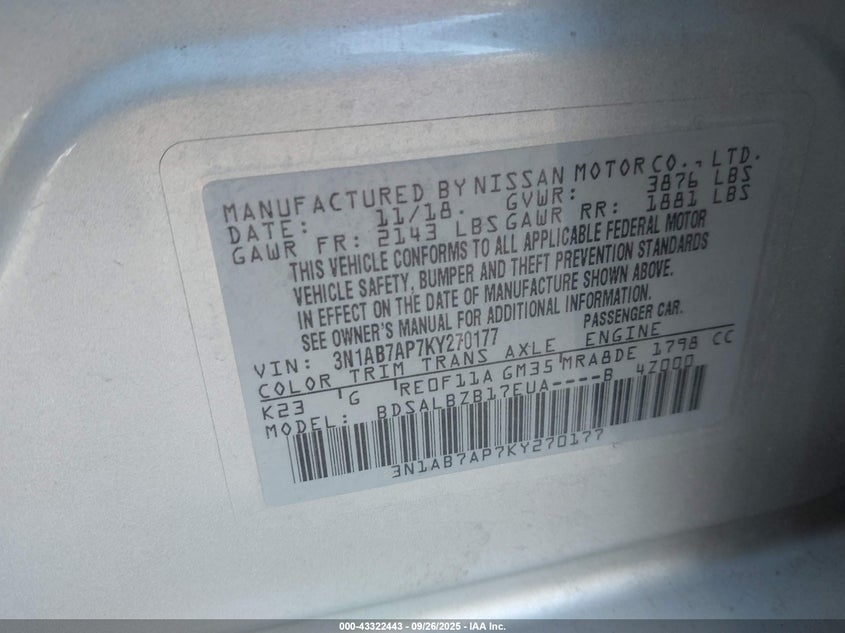 MANUFACTURED BY NISSAN MOTOR CO., LTD.
DATE: 11/18. GVWR: 3876 LBS
GAWR FR: 2143 LBS GAWR RR: 1881 LBS
THIS VEHICLE CONFORMS TO ALL APPLICABLE FEDERAL MOTOR
VEHICLE SAFETY, BUMPER AND THEFT PREVENTION STANDARDS
IN EFFECT ON THE DATE OF MANUFACTURE SHOWN ABOVE.
SEE OWNER'S MANUAL FOR ADDITIONAL INFORMATION.
VIN: 3N1AB7AP7KY270177 PASSENGER CAR.
COLOR TRIM TRANS AXLE ENGINE
K23 G RE0F11A GM35 MRA8DE 1798 CC
MODEL: BDSALBZB17EUA----B 4Z000
3N1AB7AP7KY270177
000-43322443 - 09/26/2025 - IAA Inc.